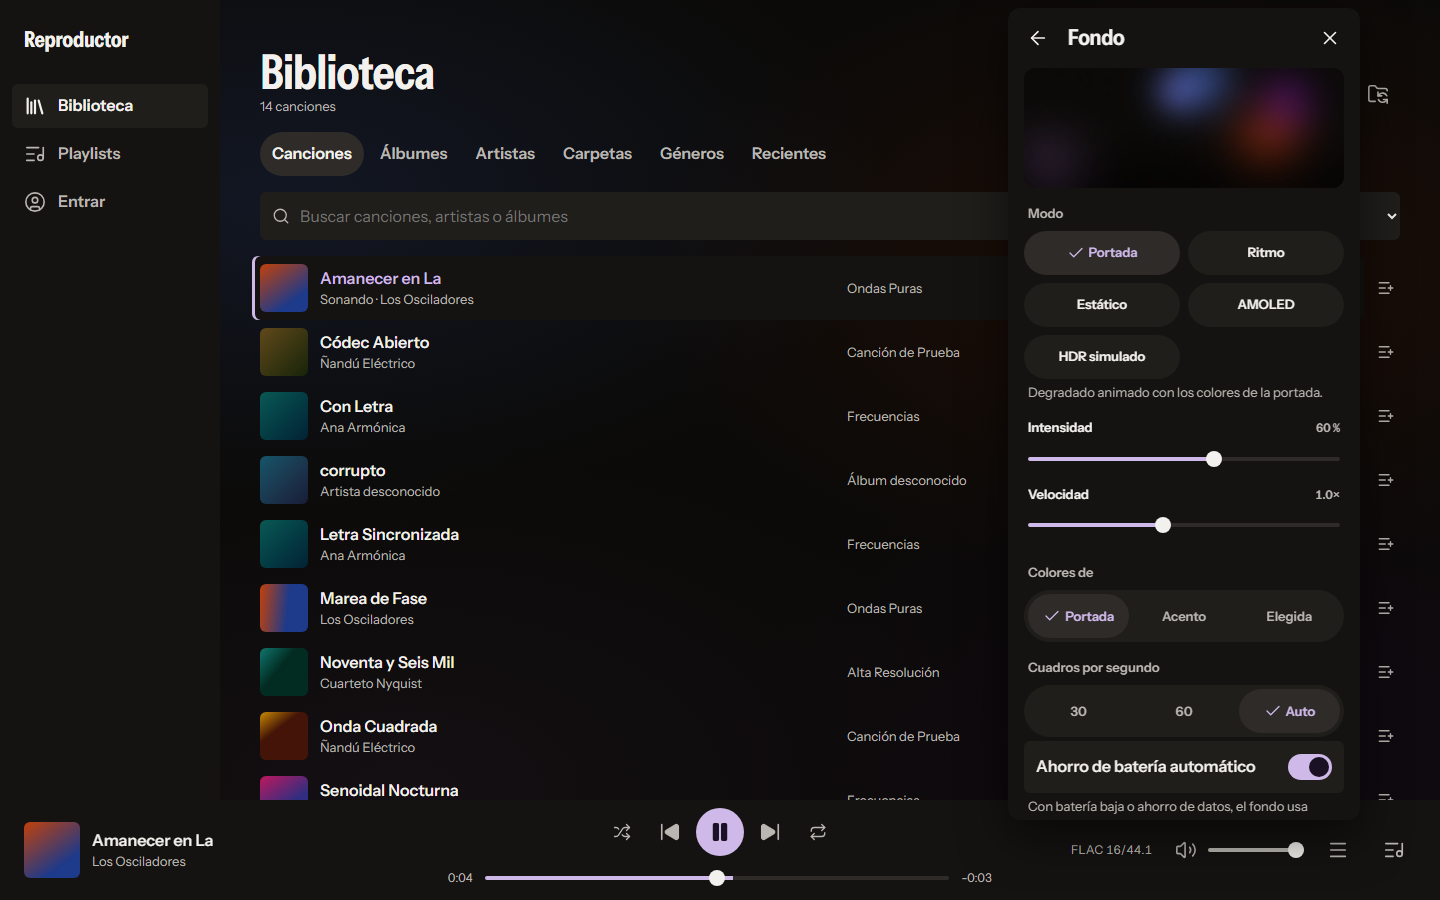 Reproductor
Biblioteca
Playlists
Entrar
Biblioteca
14 canciones
Canciones
Álbumes
Artistas
Carpetas
Géneros
Recientes
Buscar canciones, artistas o álbumes
Amanecer en La
Sonando · Los Osciladores
Ondas Puras
Códec Abierto
Ñandú Eléctrico
Canción de Prueba
Con Letra
Ana Armónica
Frecuencias
corrupto
Artista desconocido
Álbum desconocido
Letra Sincronizada
Ana Armónica
Frecuencias
Marea de Fase
Los Osciladores
Ondas Puras
Noventa y Seis Mil
Cuarteto Nyquist
Alta Resolución
Onda Cuadrada
Ñandú Eléctrico
Canción de Prueba
Senoidal Nocturna
Frecuencias
Fondo
Modo
Portada
Ritmo
Estático
AMOLED
HDR simulado
Degradado animado con los colores de la portada.
Intensidad
60 %
Velocidad
1.0×
Colores de
Portada
Acento
Elegida
Cuadros por segundo
30
60
Auto
Ahorro de batería automático
Con batería baja o ahorro de datos, el fondo usa
Amanecer en La
Los Osciladores
0:04
-0:03
FLAC 16/44.1